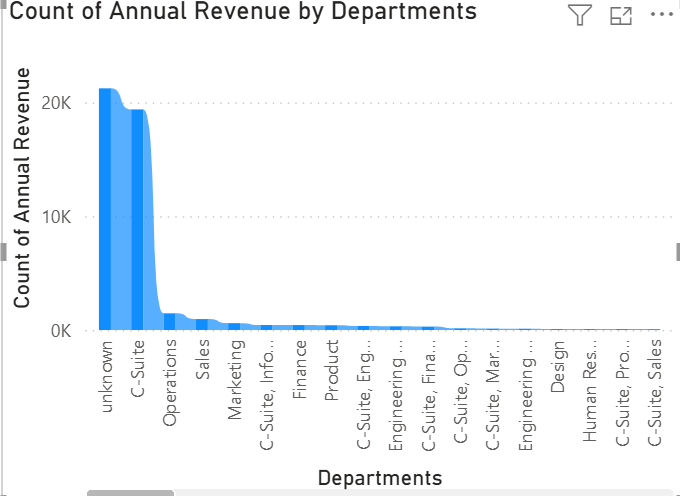 Count of Annual Revenue by Departments
Count of Annual Revenue
20K
10K
0K
unknown
C-Suite
Operations
Sales
Marketing
C-Suite, Info...
Finance
Product
C-Suite, Eng...
Engineering ...
C-Suite, Fina...
C-Suite, Op...
C-Suite, Mar...
Engineering ...
Design
Human Res...
C-Suite, Pro...
C-Suite, Sales
Departments